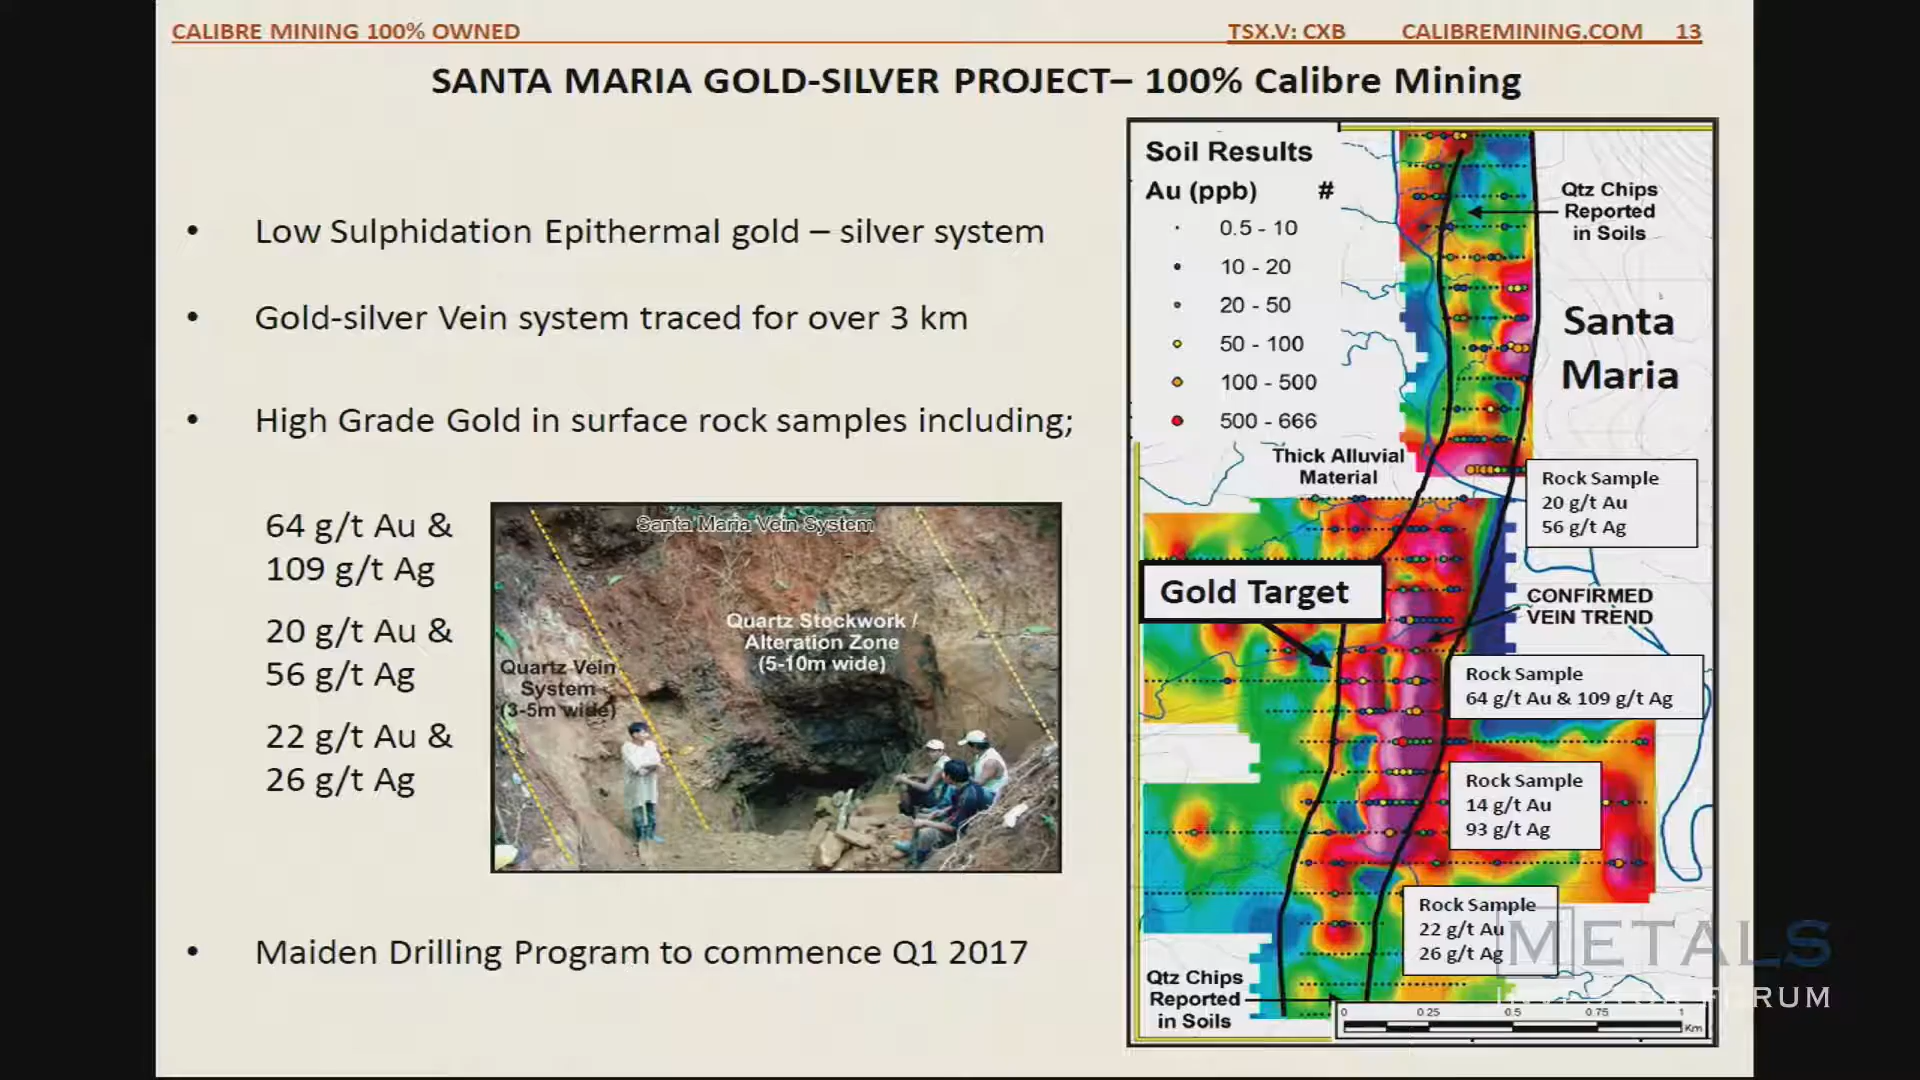 CALIBRE MINING 100% OWNED
TSX.V: CXB CALIBREMINING.COM 13
SANTA MARIA GOLD-SILVER PROJECT– 100% Calibre Mining
• Low Sulphidation Epithermal gold – silver system
• Gold-silver Vein system traced for over 3 km
• High Grade Gold in surface rock samples including;
64 g/t Au &
109 g/t Ag
20 g/t Au &
56 g/t Ag
22 g/t Au &
26 g/t Ag
Santa Maria Vein System
Quartz Stockwork /
Alteration Zone
(5-10m wide)
Quartz Vein
System
(3-5m wide)
• Maiden Drilling Program to commence Q1 2017
Soil Results
Au (ppb) #
0.5 - 10
10 - 20
20 - 50
50 - 100
100 - 500
500 - 666
Qtz Chips
Reported
in Soils
Santa
Maria
Thick Alluvial
Material
Rock Sample
20 g/t Au
56 g/t Ag
Gold Target
CONFIRMED
VEIN TREND
Rock Sample
64 g/t Au & 109 g/t Ag
Rock Sample
14 g/t Au
93 g/t Ag
Rock Sample
22 g/t Au
26 g/t Ag
Qtz Chips
Reported
in Soils
0 0.25 0.5 0.75 1
Km
METALS
INVESTOR FORUM